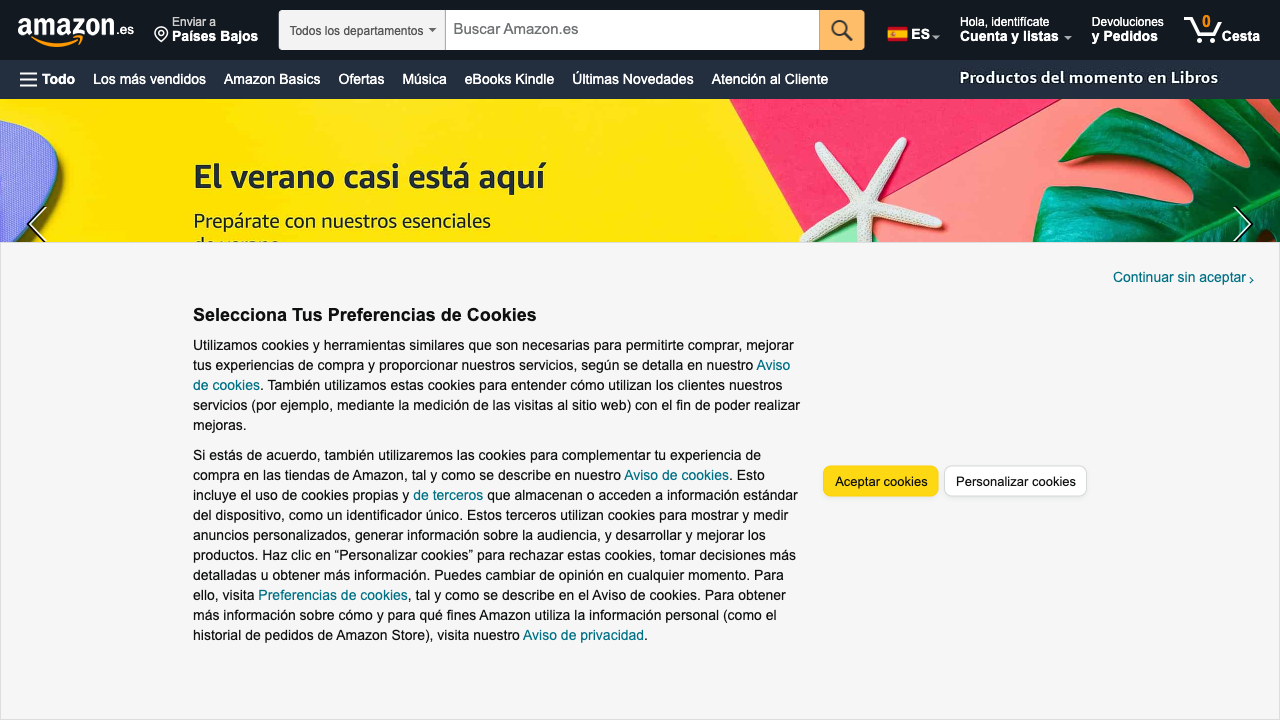 amazon.es
Enviar a
Países Bajos
Todos los departamentos
Buscar Amazon.es
ES
Hola, identifícate
Cuenta y listas
Devoluciones
y Pedidos
0
Cesta
Todo
Los más vendidos
Amazon Basics
Ofertas
Música
eBooks Kindle
Últimas Novedades
Atención al Cliente
Productos del momento en Libros
El verano casi está aquí
Prepárate con nuestros esenciales
Continuar sin aceptar ›
Selecciona Tus Preferencias de Cookies
Utilizamos cookies y herramientas similares que son necesarias para permitirte comprar, mejorar
tus experiencias de compra y proporcionar nuestros servicios, según se detalla en nuestro Aviso
de cookies. También utilizamos estas cookies para entender cómo utilizan los clientes nuestros
servicios (por ejemplo, mediante la medición de las visitas al sitio web) con el fin de poder realizar
mejoras.
Si estás de acuerdo, también utilizaremos las cookies para complementar tu experiencia de
compra en las tiendas de Amazon, tal y como se describe en nuestro Aviso de cookies. Esto
incluye el uso de cookies propias y de terceros que almacenan o acceden a información estándar
del dispositivo, como un identificador único. Estos terceros utilizan cookies para mostrar y medir
anuncios personalizados, generar información sobre la audiencia, y desarrollar y mejorar los
productos. Haz clic en “Personalizar cookies” para rechazar estas cookies, tomar decisiones más
detalladas u obtener más información. Puedes cambiar de opinión en cualquier momento. Para
ello, visita Preferencias de cookies, tal y como se describe en el Aviso de cookies. Para obtener
más información sobre cómo y para qué fines Amazon utiliza la información personal (como el
historial de pedidos de Amazon Store), visita nuestro Aviso de privacidad.
Aceptar cookies
Personalizar cookies